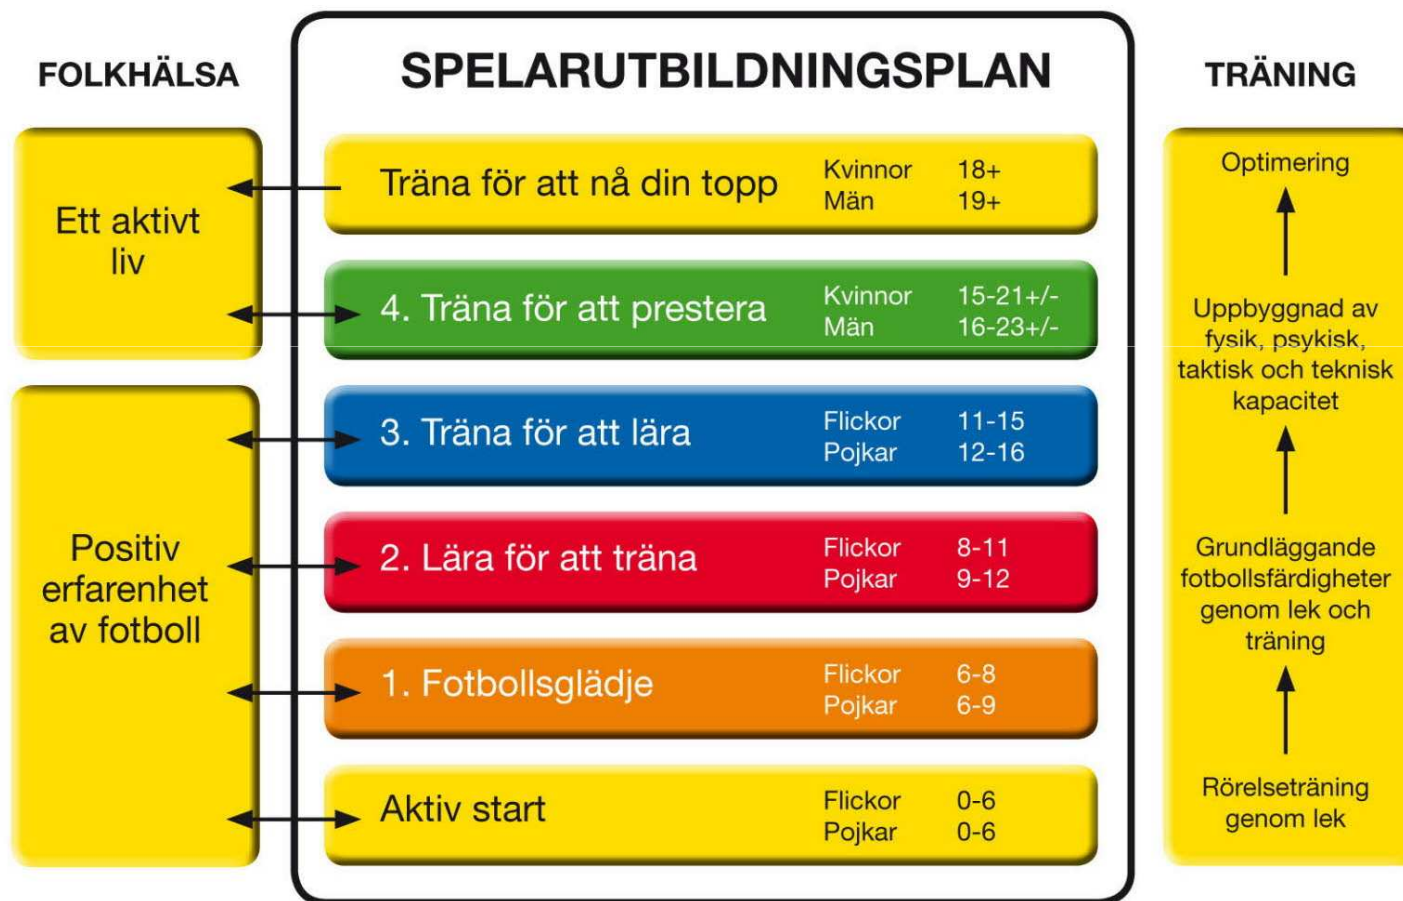 FOLKHÄLSA
Ett aktivt
liv
Positiv
erfarenhet
av fotboll
SPELARUTBILDNINGSPLAN
Träna för att nå din topp
Kvinnor 18+
Män 19+
4. Träna för att prestera
Kvinnor 15-21+/-
Män 16-23+/-
3. Träna för att lära
Flickor 11-15
Pojkar 12-16
2. Lära för att träna
Flickor 8-11
Pojkar 9-12
1. Fotbollsglädje
Flickor 6-8
Pojkar 6-9
Aktiv start
Flickor 0-6
Pojkar 0-6
TRÄNING
Optimering
Uppbyggnad av
fysik, psykisk,
taktisk och teknisk
kapacitet
Grundläggande
fotbollsfärdigheter
genom lek och
träning
Rörelseträning
genom lek